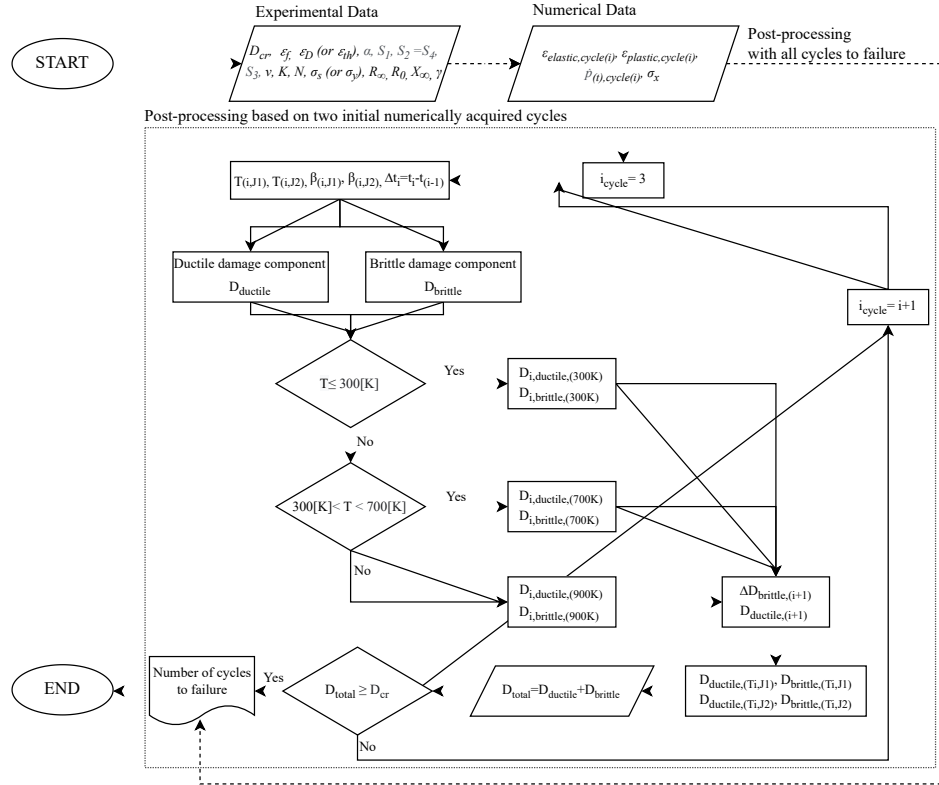 Experimental Data
Numerical Data
START
D_cr, ε_f, ε_D (or ε_th), α, S_1, S_2 =S_4,
S_3, ν, K, N, σ_s (or σ_y), R_∞, R_0, X_∞, γ
ε_elastic,cycle(i), ε_plastic,cycle(i),
ṗ_(t),cycle(i), σ_x
Post-processing
with all cycles to failure
Post-processing based on two initial numerically acquired cycles
T_(i,J1), T_(i,J2), β_(i,J1), β_(i,J2), Δt_i=t_i-t_(i-1)
i_cycle= 3
Ductile damage component
D_ductile
Brittle damage component
D_brittle
i_cycle= i+1
T≤ 300[K]
Yes
D_i,ductile,(300K)
D_i,brittle,(300K)
No
300[K]< T < 700[K]
Yes
D_i,ductile,(700K)
D_i,brittle,(700K)
No
D_i,ductile,(900K)
D_i,brittle,(900K)
ΔD_brittle,(i+1)
D_ductile,(i+1)
END
Number of cycles
to failure
Yes
D_total ≥ D_cr
D_total=D_ductile+D_brittle
D_ductile,(Ti,J1), D_brittle,(Ti,J1)
D_ductile,(Ti,J2), D_brittle,(Ti,J2)
No